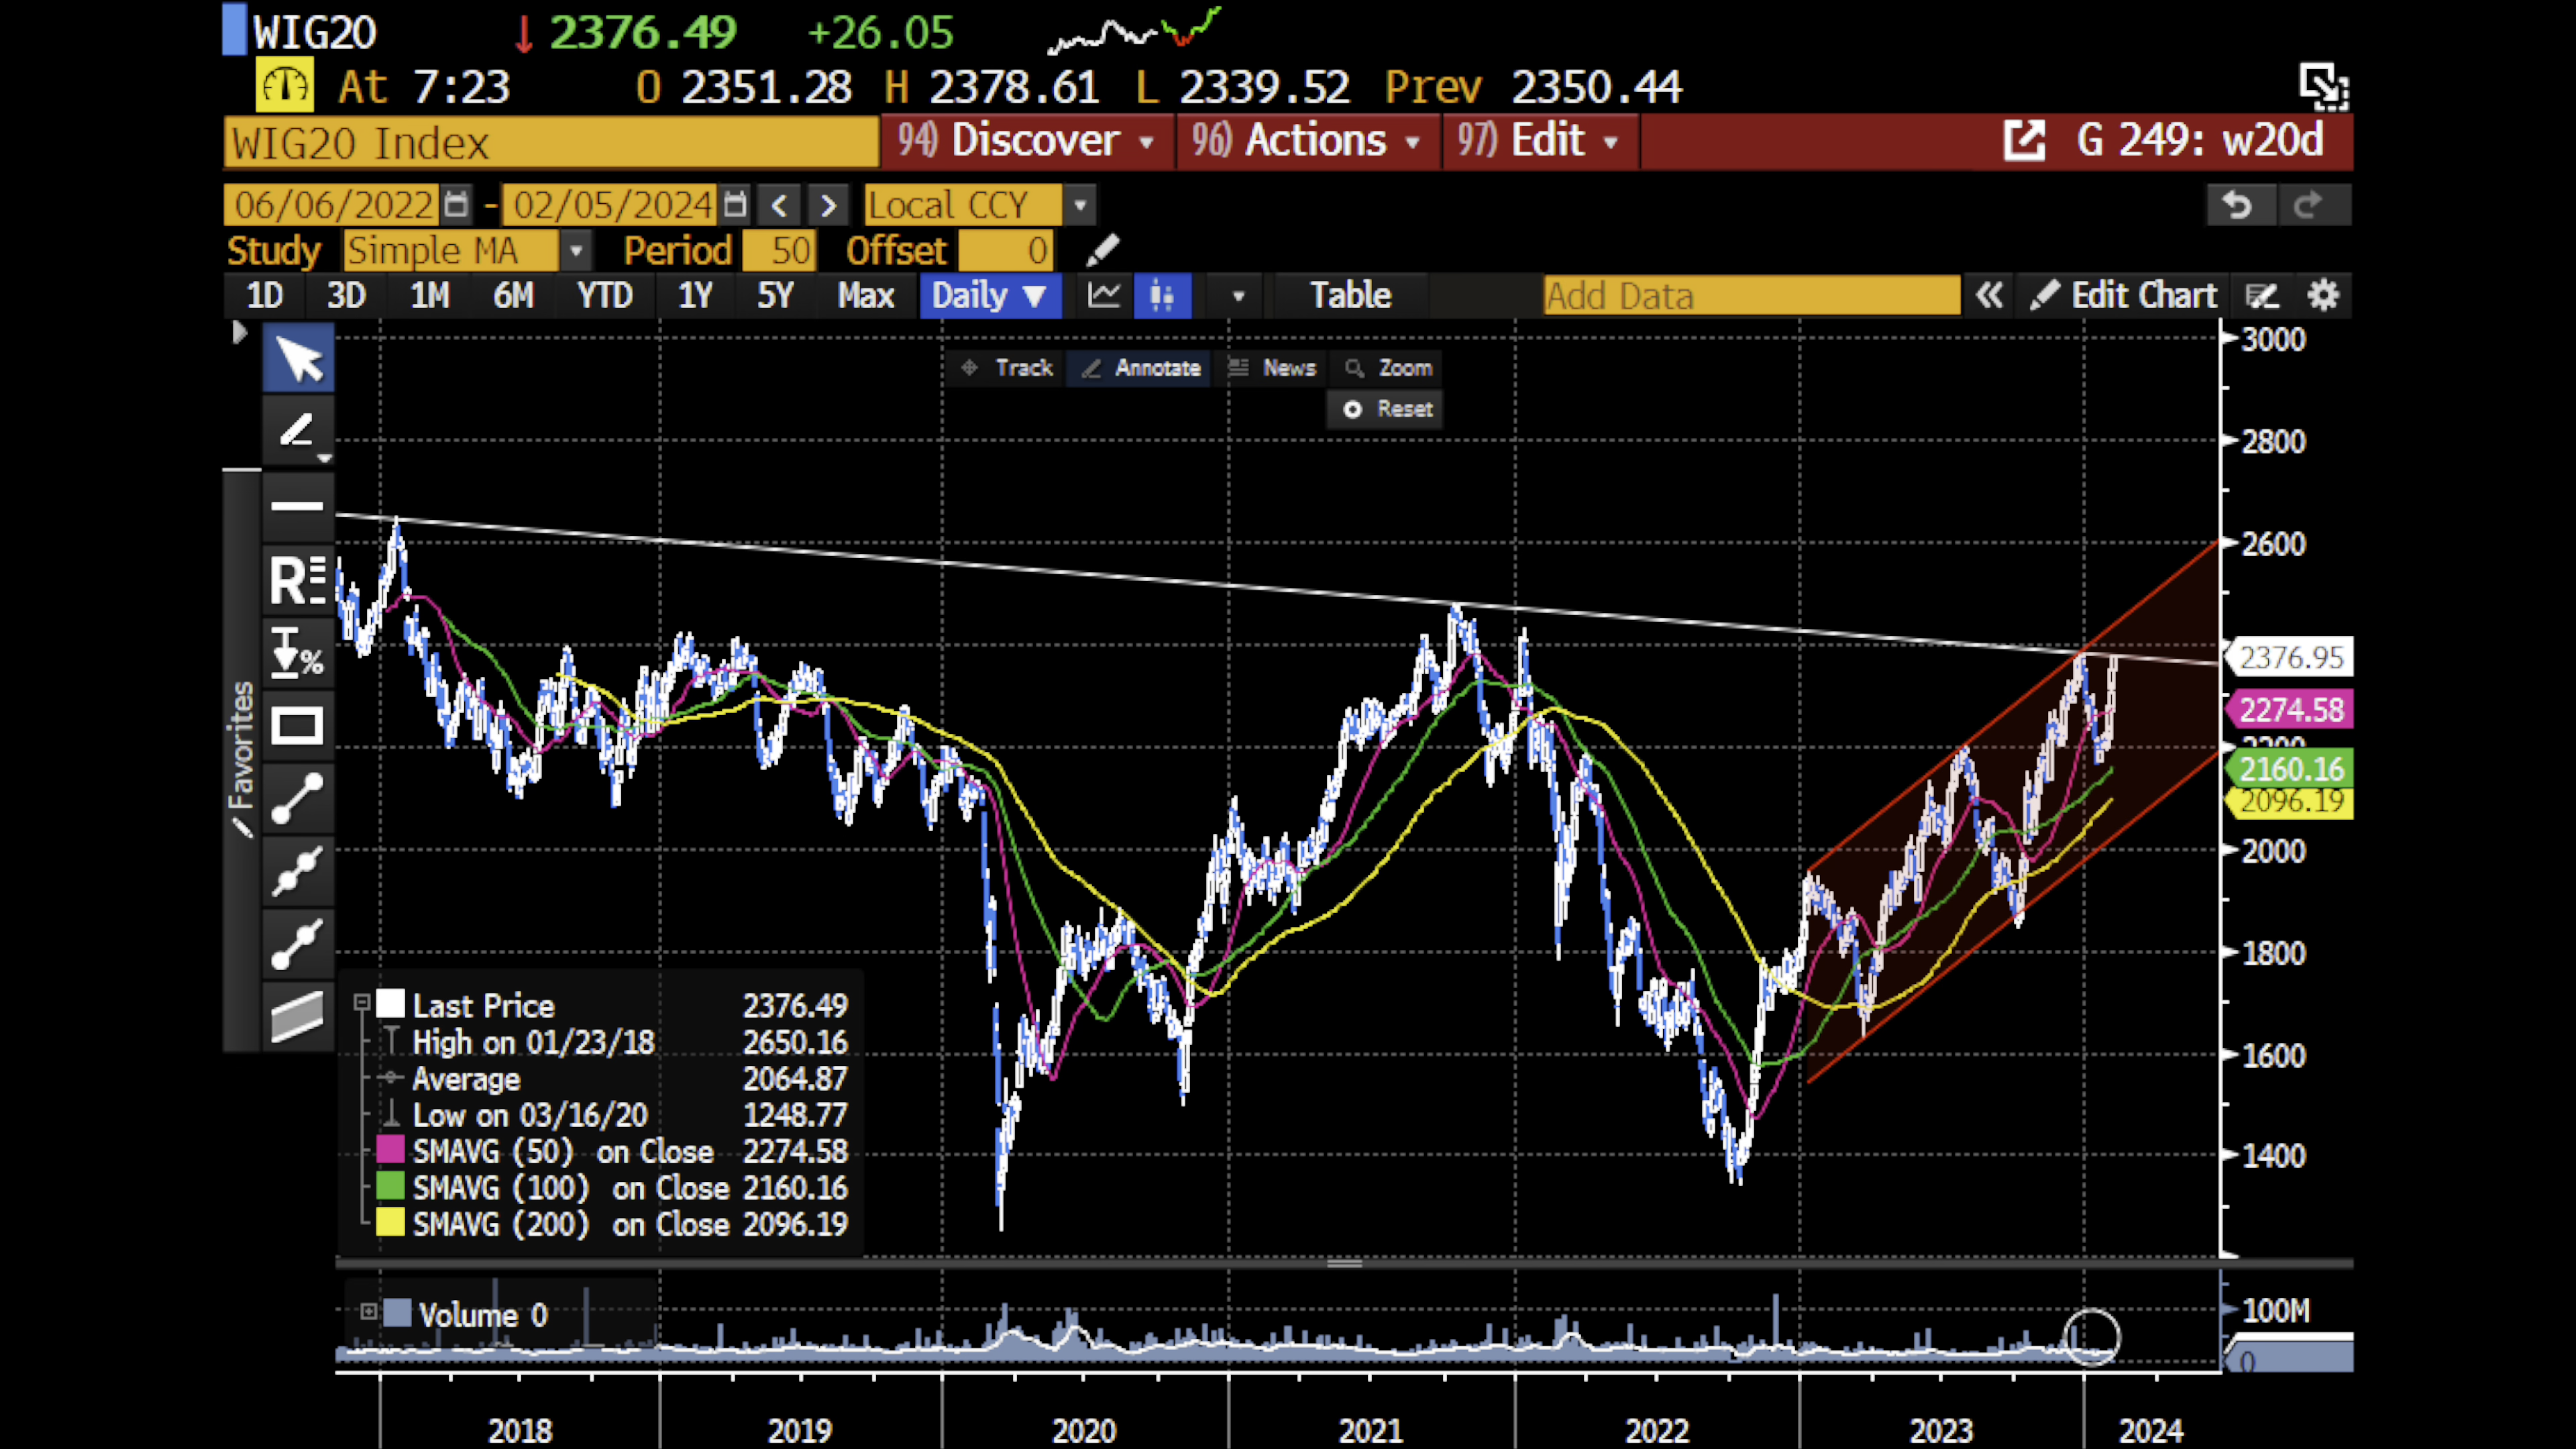 WIG20 ↓ 2376.49 +26.05
At 7:23 O 2351.28 H 2378.61 L 2339.52 Prev 2350.44
WIG20 Index 94) Discover 96) Actions 97) Edit G 249: w20d
06/06/2022 - 02/05/2024 < > Local CCY
Study Simple MA Period 50 Offset 0
1D 3D 1M 6M YTD 1Y 5Y Max Daily ▼ Table Add Data « Edit Chart
Track Annotate News Zoom
Reset
R
%
Favorites
3000
2800
2600
2376.95
2274.58
2200
2160.16
2096.19
2000
1800
1600
1400
Last Price 2376.49
High on 01/23/18 2650.16
Average 2064.87
Low on 03/16/20 1248.77
SMAVG (50) on Close 2274.58
SMAVG (100) on Close 2160.16
SMAVG (200) on Close 2096.19
Volume 0
100M
0
2018 2019 2020 2021 2022 2023 2024